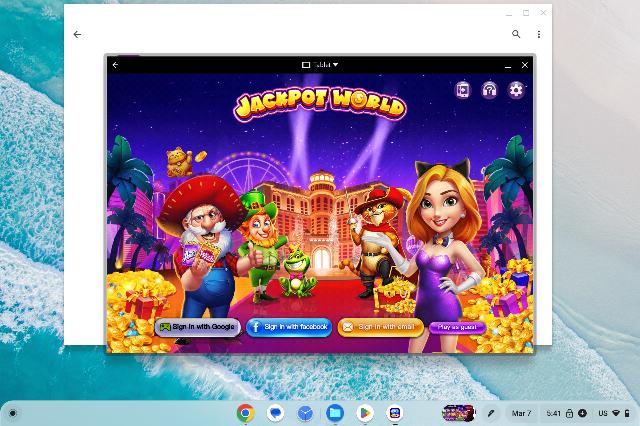 Tablet
JACKPOT WORLD
Sign in with Google
Sign in with facebook
Sign in with email
Play as guest
Mar 7
5:41
US